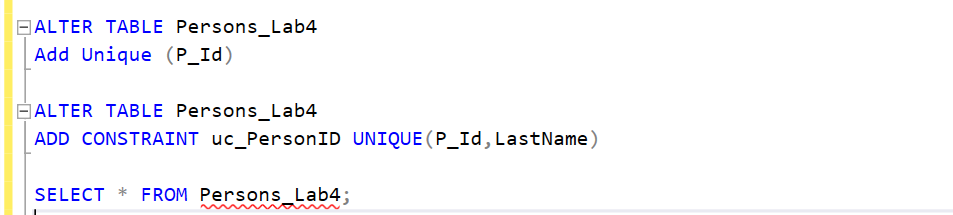 ALTER TABLE Persons_Lab4
Add Unique (P_Id)
ALTER TABLE Persons_Lab4
ADD CONSTRAINT uc_PersonID UNIQUE(P_Id,LastName)
SELECT * FROM Persons_Lab4;